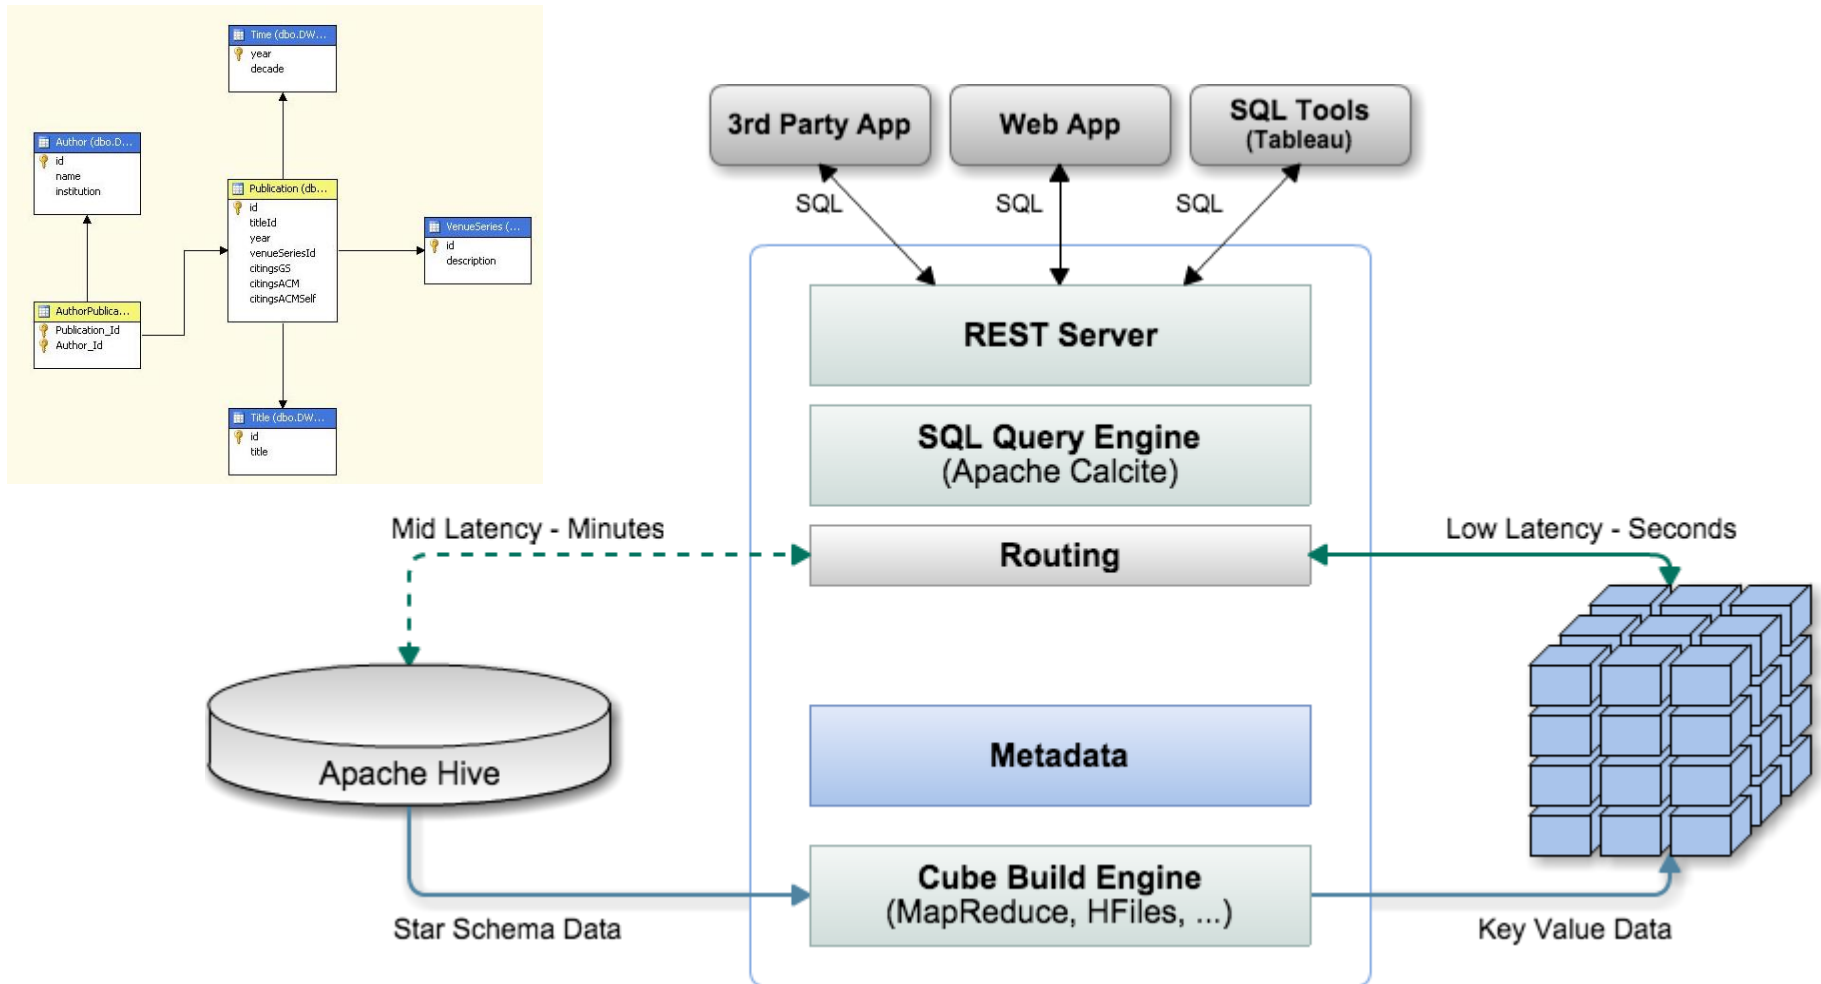 Time (dbo.DW...
year
decade
Author (dbo.D...
id
name
institution
Publication (db...
id
titleId
year
venueSeriesId
citingsGS
citingsACM
citingsACMSelf
VenueSeries (...
id
description
AuthorPublica...
Publication_Id
Author_Id
Title (dbo.DW...
id
title
3rd Party App
Web App
SQL Tools
(Tableau)
SQL
SQL
SQL
REST Server
SQL Query Engine
(Apache Calcite)
Mid Latency - Minutes
Routing
Low Latency - Seconds
Apache Hive
Metadata
Cube Build Engine
(MapReduce, HFiles, ...)
Star Schema Data
Key Value Data